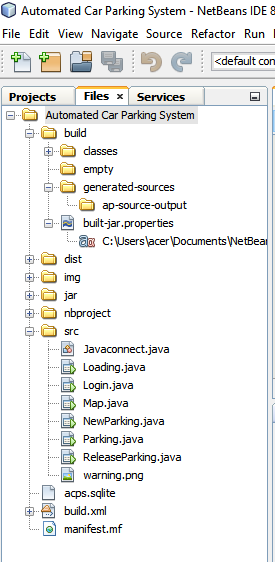 Automated Car Parking System - NetBeans IDE 8
File Edit View Navigate Source Refactor Run
<default con
Projects Files × Services
Automated Car Parking System
build
classes
empty
generated-sources
ap-source-output
built-jar.properties
C:\Users\acer\Documents\NetBean
dist
img
jar
nbproject
src
Javaconnect.java
Loading.java
Login.java
Map.java
NewParking.java
Parking.java
ReleaseParking.java
warning.png
acps.sqlite
build.xml
manifest.mf